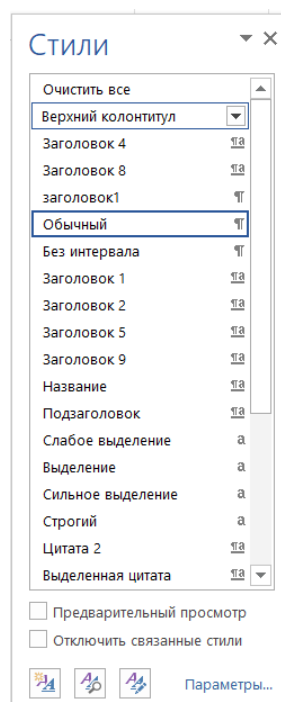 Стили
Очистить все
Верхний колонтитул
Заголовок 4
Заголовок 8
заголовок1
Обычный
Без интервала
Заголовок 1
Заголовок 2
Заголовок 5
Заголовок 9
Название
Подзаголовок
Слабое выделение
Выделение
Сильное выделение
Строгий
Цитата 2
Выделенная цитата
Предварительный просмотр
Отключить связанные стили
Параметры...